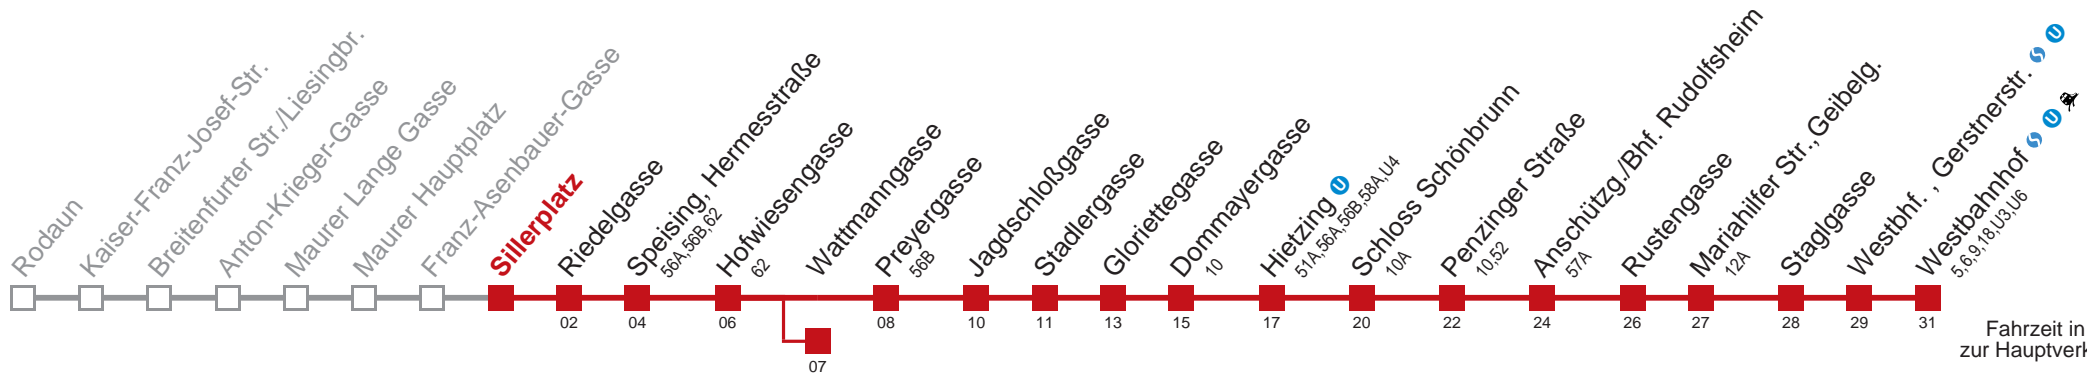 Rodaun
Kaiser-Franz-Josef-Str.
Breitenfurter Str./Liesingbr.
Anton-Krieger-Gasse
Maurer Lange Gasse
Maurer Hauptplatz
Franz-Asenbauer-Gasse
Sillerplatz
Riedelgasse
02
Speising, Hermesstraße
56A,56B,62
04
Hofwiesengasse
62
06
Wattmanngasse
07
Preyergasse
56B
08
Jagdschloßgasse
10
Stadlergasse
11
Gloriettegasse
13
Dommayergasse
10
15
Hietzing U
51A,56A,56B,58A,U4
17
Schloss Schönbrunn
10A
20
Penzinger Straße
10,52
22
Anschützg./Bhf. Rudolfsheim
57A
24
Rustengasse
26
Mariahilfer Str., Geibelg.
12A
27
Staglgasse
28
Westbhf. , Gerstnerstr. S U
29
Westbahnhof S U
5,6,9,18,U3,U6
31
Fahrzeit in
zur Hauptverk